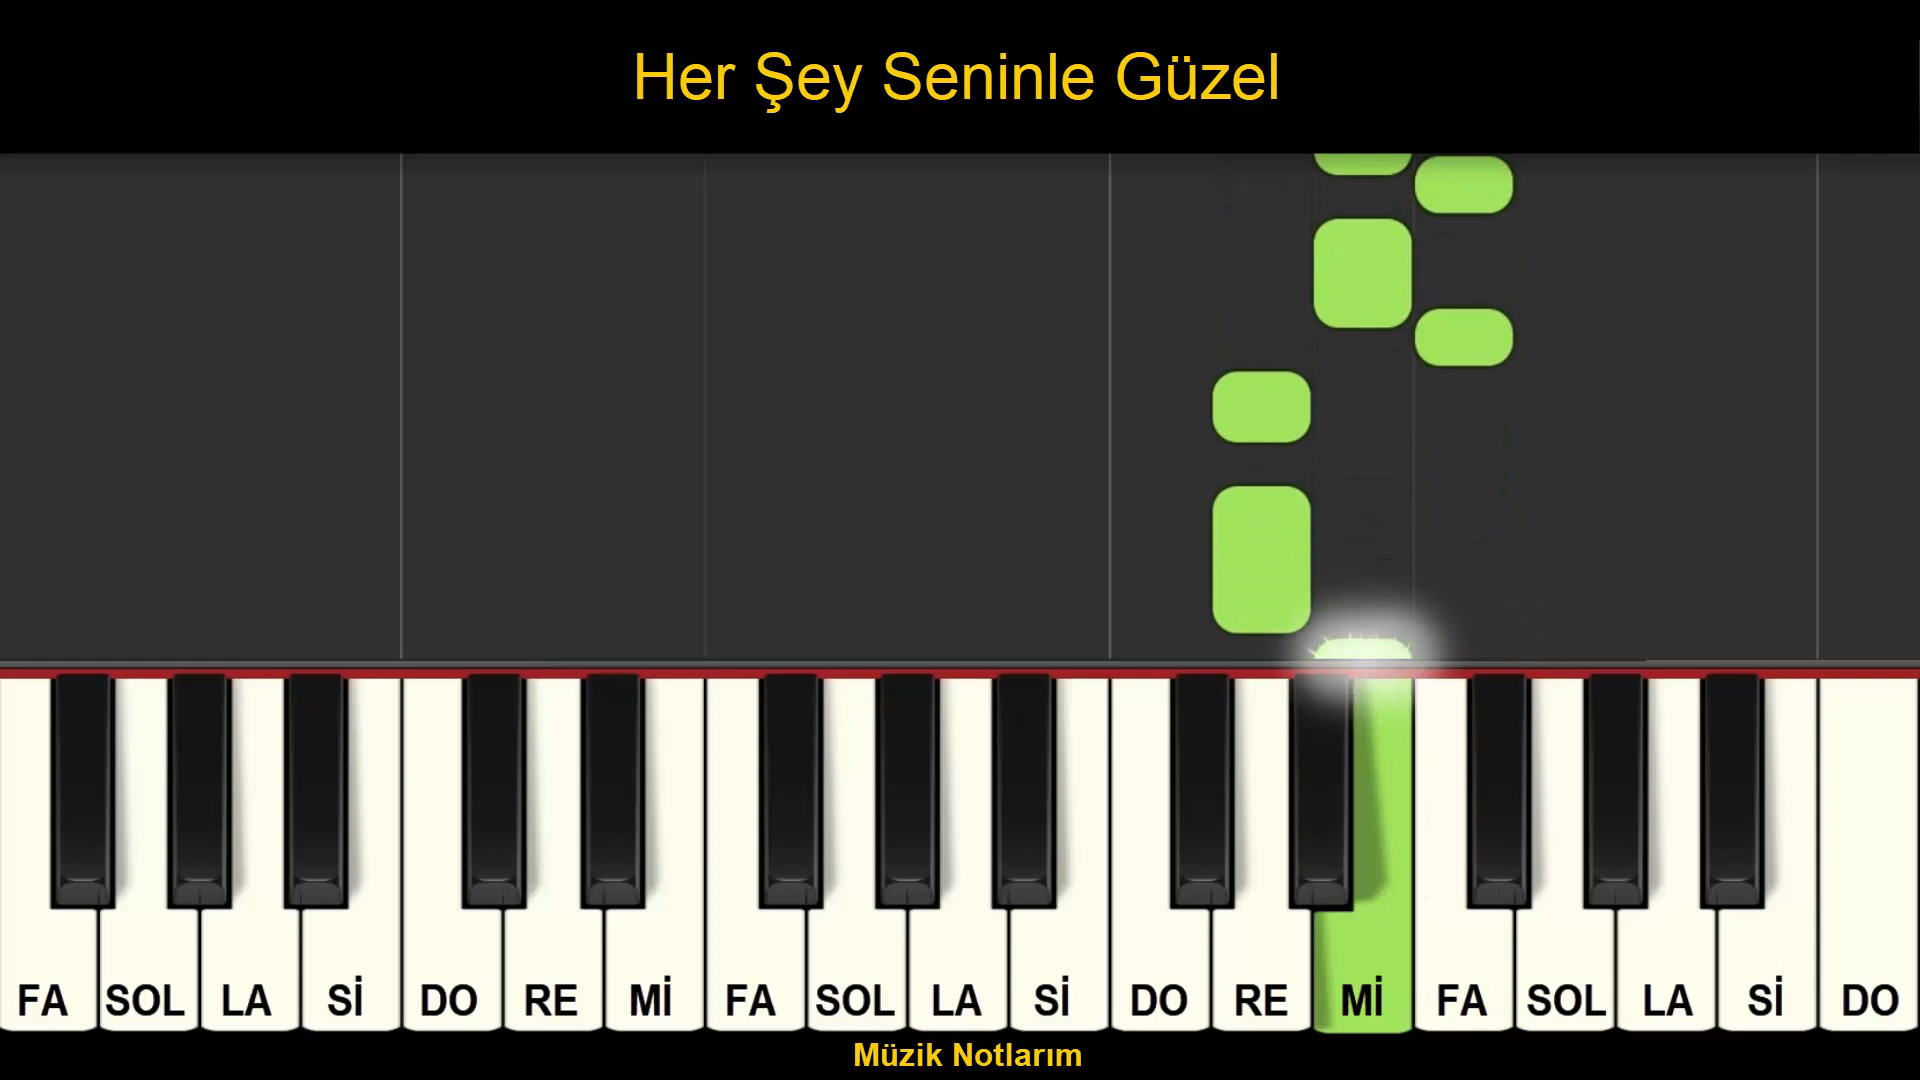 Her Şey Seninle Güzel
FA SOL LA Sİ DO RE Mİ FA SOL LA Sİ DO RE Mİ FA SOL LA Sİ DO
Müzik Notlarım